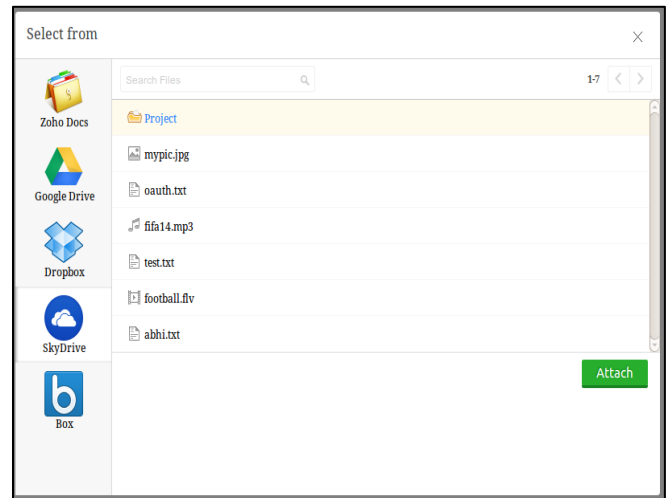 Select from
Zoho Docs
Google Drive
Dropbox
SkyDrive
Box
Search Files
1-7
Project
mypic.jpg
oauth.txt
fifa14.mp3
test.txt
football.flv
abhi.txt
Attach